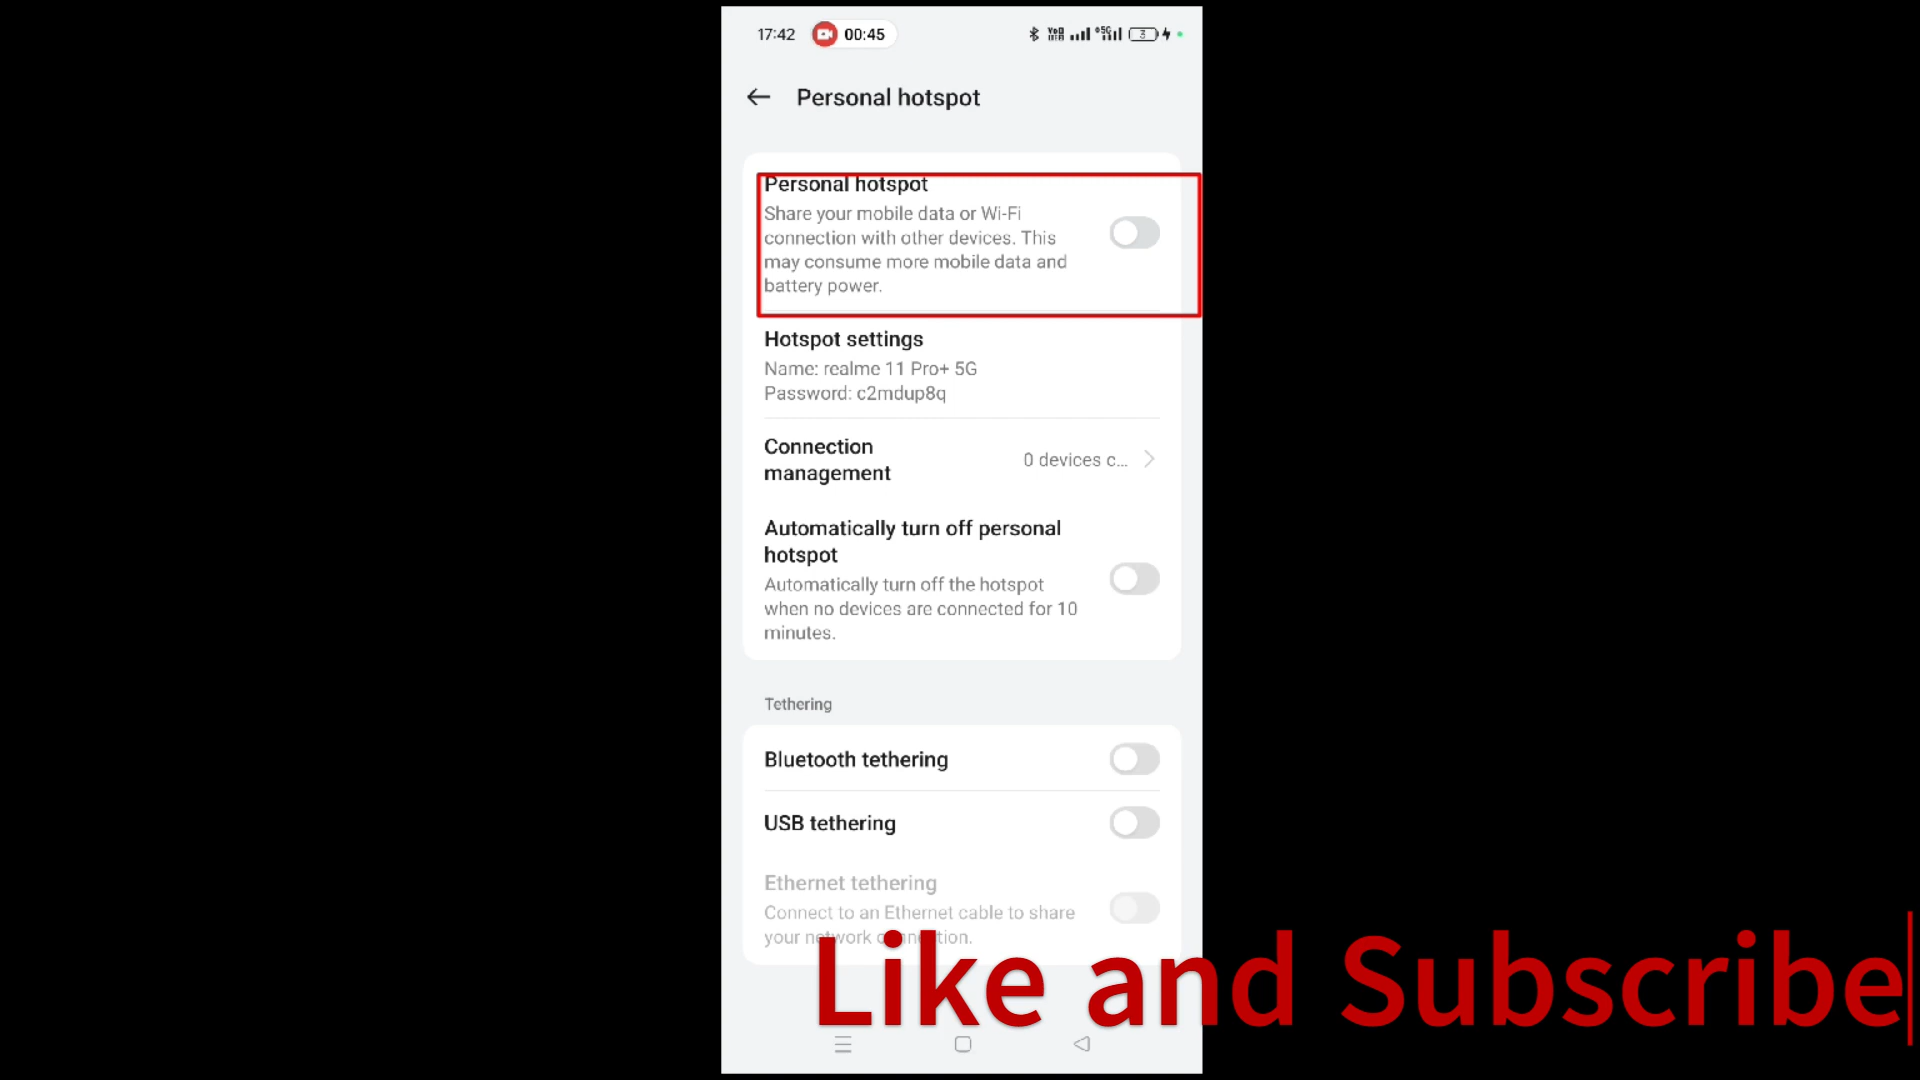 17:42 00:45
Personal hotspot
Personal hotspot
Share your mobile data or Wi-Fi
connection with other devices. This
may consume more mobile data and
battery power.
Hotspot settings
Name: realme 11 Pro+ 5G
Password: c2mdup8q
Connection
management
0 devices c...
Automatically turn off personal
hotspot
Automatically turn off the hotspot
when no devices are connected for 10
minutes.
Tethering
Bluetooth tethering
USB tethering
Ethernet tethering
Connect to an Ethernet cable to share
your network connection.
Like and Subscribe